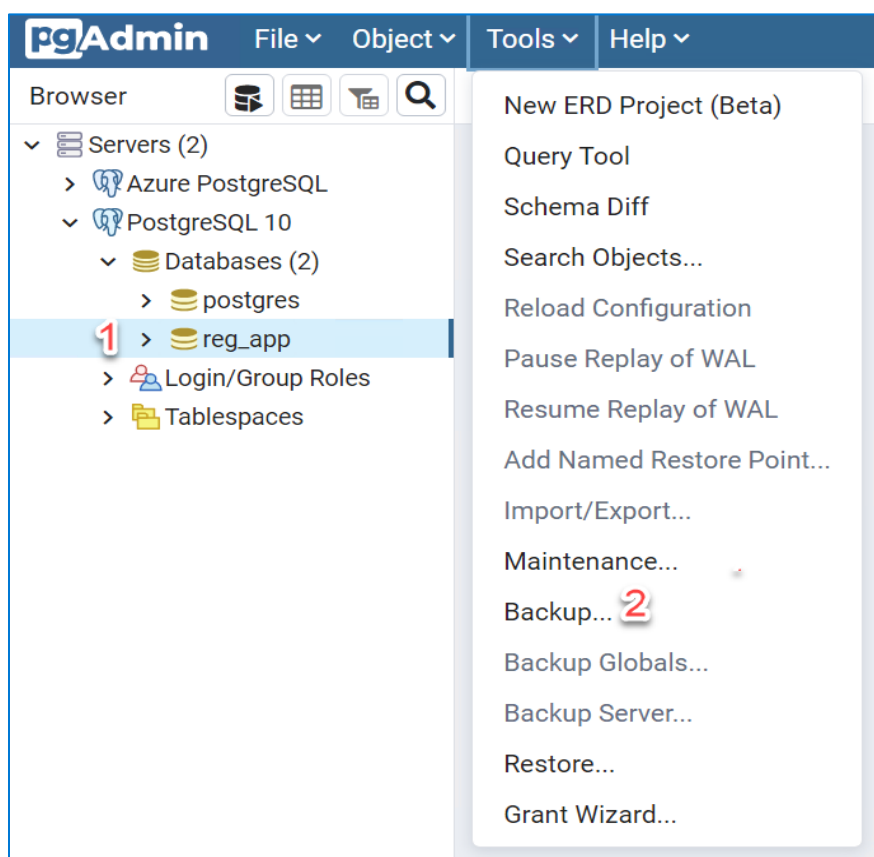 pgAdmin File Object Tools Help
Browser
Servers (2)
Azure PostgreSQL
PostgreSQL 10
Databases (2)
postgres
1 reg_app
Login/Group Roles
Tablespaces
New ERD Project (Beta)
Query Tool
Schema Diff
Search Objects...
Reload Configuration
Pause Replay of WAL
Resume Replay of WAL
Add Named Restore Point...
Import/Export...
Maintenance...
Backup... 2
Backup Globals...
Backup Server...
Restore...
Grant Wizard...